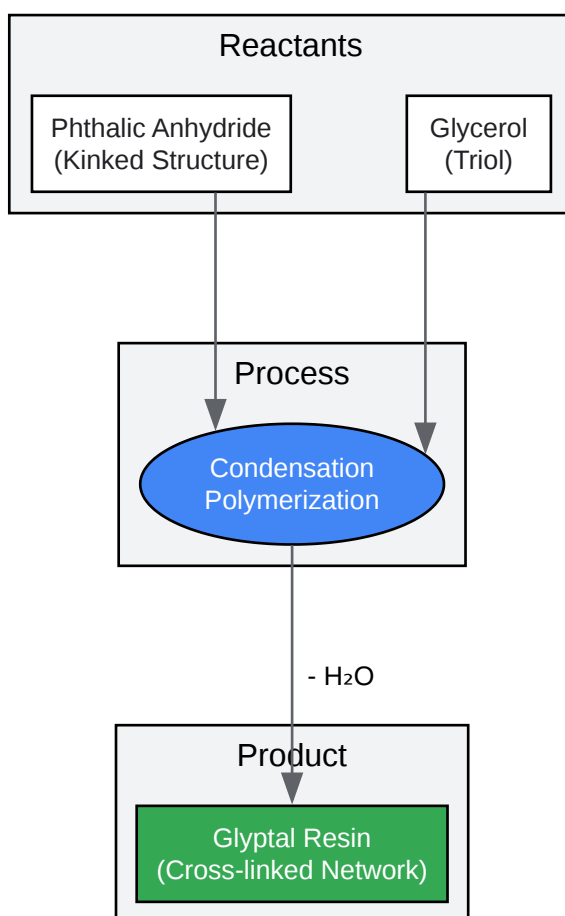 Reactants
Phthalic Anhydride
(Kinked Structure)
Glycerol
(Triol)
Process
Condensation
Polymerization
- H₂O
Product
Glyptal Resin
(Cross-linked Network)